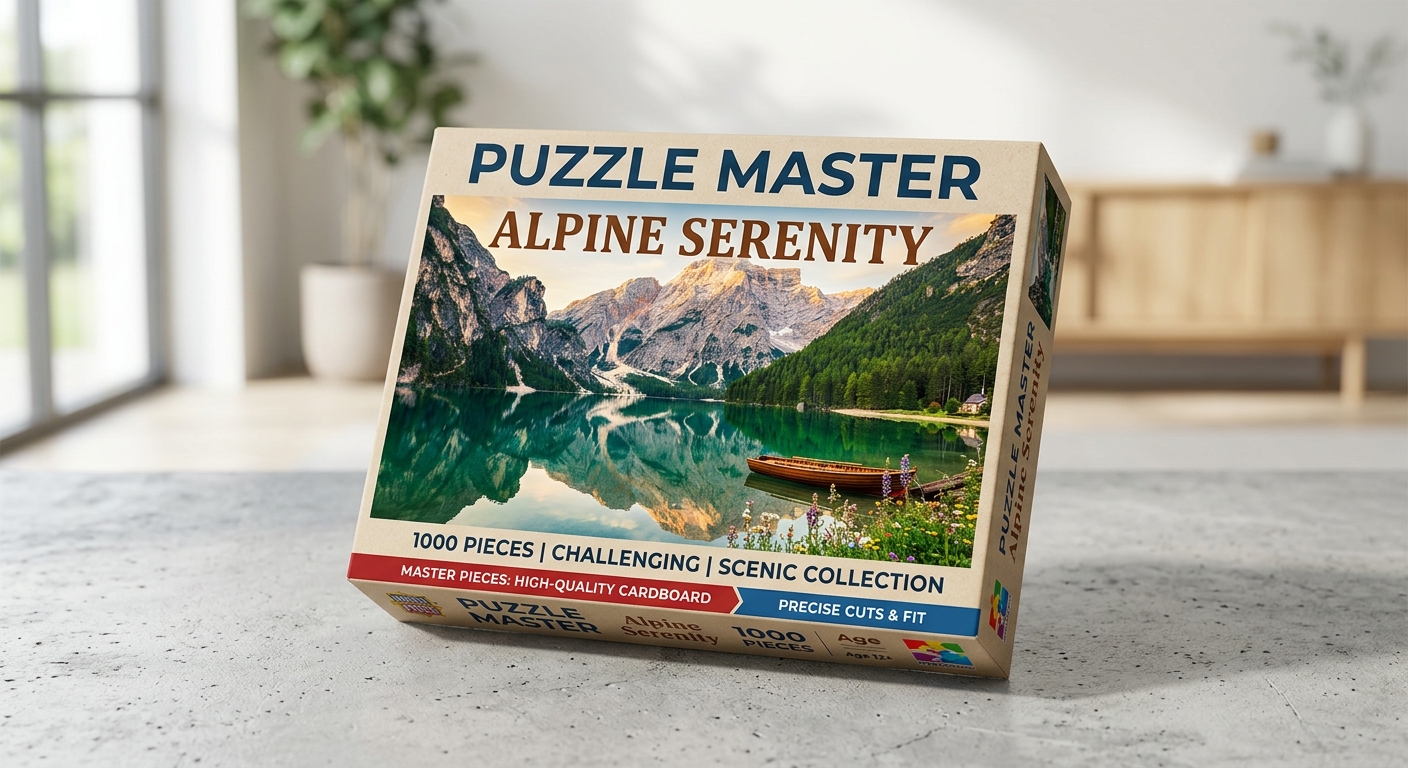 PUZZLE MASTER
ALPINE SERENITY
1000 PIECES | CHALLENGING | SCENIC COLLECTION
MASTER PIECES: HIGH-QUALITY CARDBOARD
PRECISE CUTS & FIT
PUZZLE
MASTER
Alpine
Serenity
1000
PIECES
Age
Age 12+
PUZZLE MASTER
Alpine Serenity